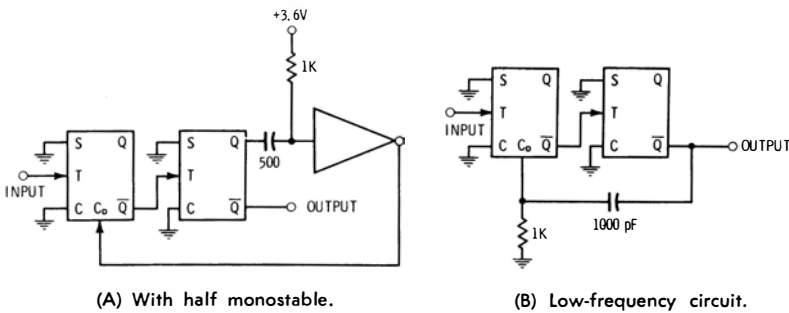 +3.6V
1K
S Q
T
C C₀ Q̅
INPUT
S Q
T
C Q̅
500
OUTPUT
(A) With half monostable.
S Q
T
C C₀ Q̅
INPUT
S Q
T
C Q̅
OUTPUT
1K
1000 pF
(B) Low-frequency circuit.